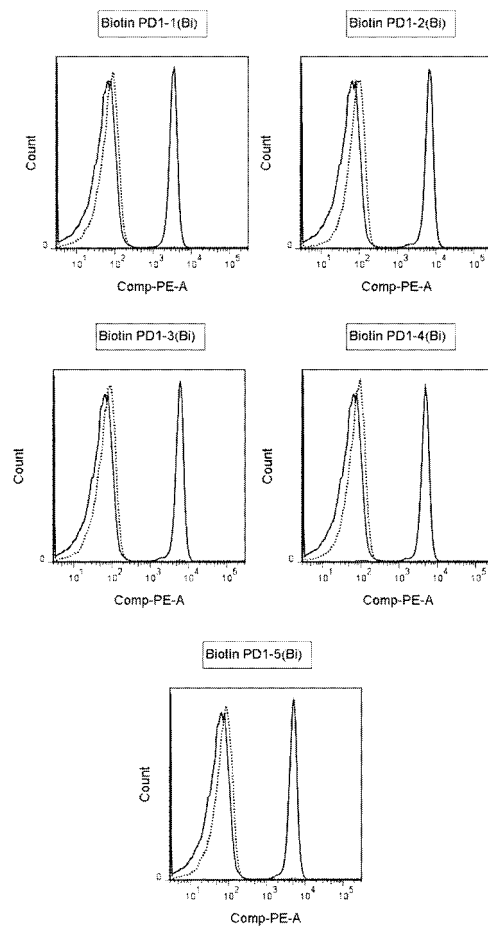 Biotin PD1-1(Bi)
Count
0
10¹ 10² 10³ 10⁴ 10⁵
Comp-PE-A
Biotin PD1-2(Bi)
Count
0
10¹ 10² 10³ 10⁴ 10⁵
Comp-PE-A
Biotin PD1-3(Bi)
Count
0
10¹ 10² 10³ 10⁴ 10⁵
Comp-PE-A
Biotin PD1-4(Bi)
Count
0
10¹ 10² 10³ 10⁴ 10⁵
Comp-PE-A
Biotin PD1-5(Bi)
Count
0
10¹ 10² 10³ 10⁴ 10⁵
Comp-PE-A